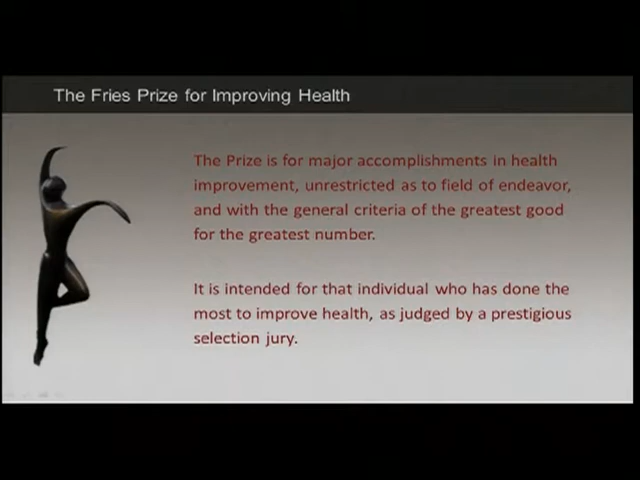 The Fries Prize for Improving Health
The Prize is for major accomplishments in health
improvement, unrestricted as to field of endeavor,
and with the general criteria of the greatest good
for the greatest number.
It is intended for that individual who has done the
most to improve health, as judged by a prestigious
selection jury.